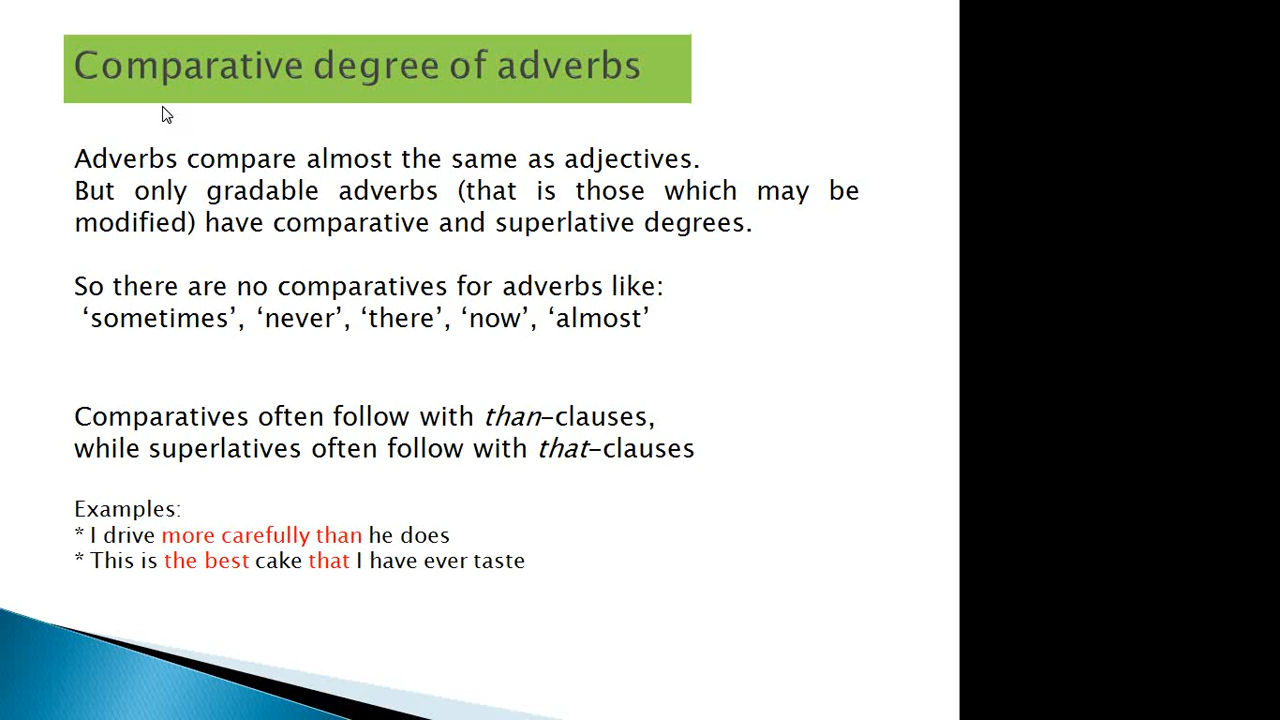 Comparative degree of adverbs
Adverbs compare almost the same as adjectives.
But only gradable adverbs (that is those which may be
modified) have comparative and superlative degrees.
So there are no comparatives for adverbs like:
‘sometimes’, ‘never’, ‘there’, ‘now’, ‘almost’
Comparatives often follow with than-clauses,
while superlatives often follow with that-clauses
Examples:
* I drive more carefully than he does
* This is the best cake that I have ever taste